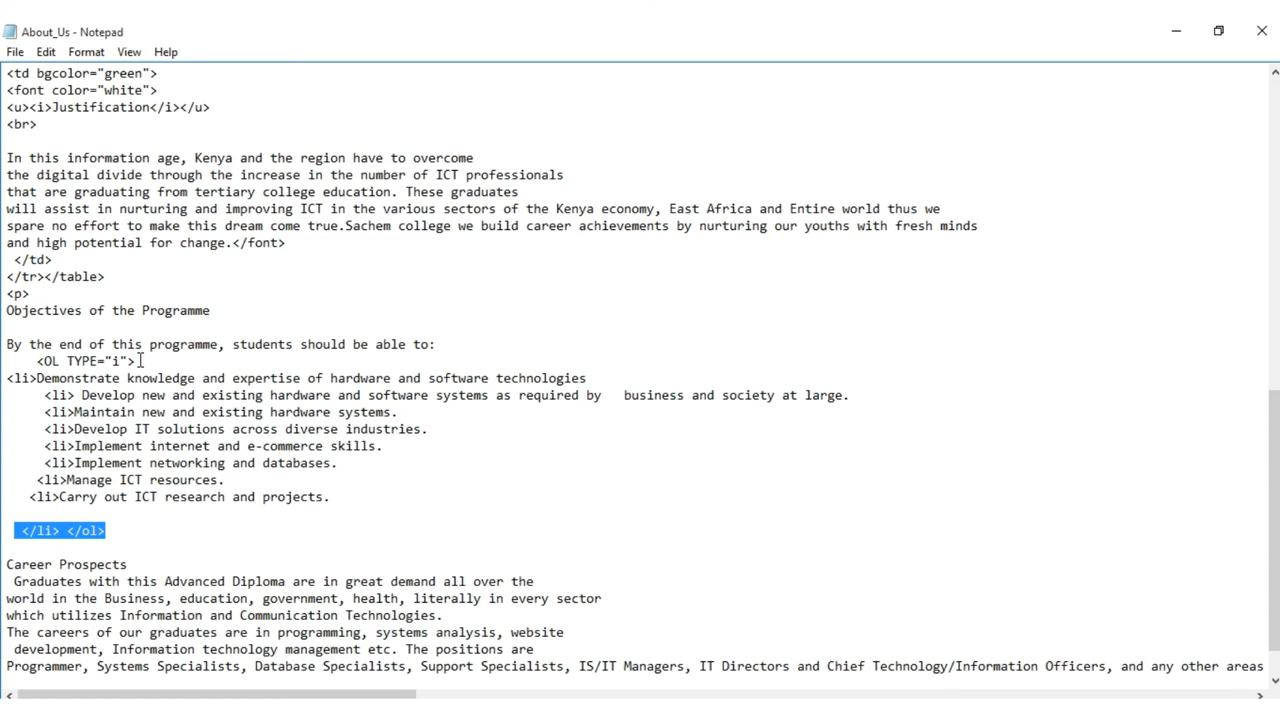 About_Us - Notepad
File Edit Format View Help
<td bgcolor="green">
<font color="white">
<u><i>Justification</i></u>
<br>
In this information age, Kenya and the region have to overcome
the digital divide through the increase in the number of ICT professionals
that are graduating from tertiary college education. These graduates
will assist in nurturing and improving ICT in the various sectors of the Kenya economy, East Africa and Entire world thus we
spare no effort to make this dream come true.Sachem college we build career achievements by nurturing our youths with fresh minds
and high potential for change.</font>
</td>
</tr></table>
<p>
Objectives of the Programme
By the end of this programme, students should be able to:
<OL TYPE="i">
<li>Demonstrate knowledge and expertise of hardware and software technologies
<li> Develop new and existing hardware and software systems as required by business and society at large.
<li>Maintain new and existing hardware systems.
<li>Develop IT solutions across diverse industries.
<li>Implement internet and e-commerce skills.
<li>Implement networking and databases.
<li>Manage ICT resources.
<li>Carry out ICT research and projects.
</li> </ol>
Career Prospects
Graduates with this Advanced Diploma are in great demand all over the
world in the Business, education, government, health, literally in every sector
which utilizes Information and Communication Technologies.
The careers of our graduates are in programming, systems analysis, website
development, Information technology management etc. The positions are
Programmer, Systems Specialists, Database Specialists, Support Specialists, IS/IT Managers, IT Directors and Chief Technology/Information Officers, and any other areas